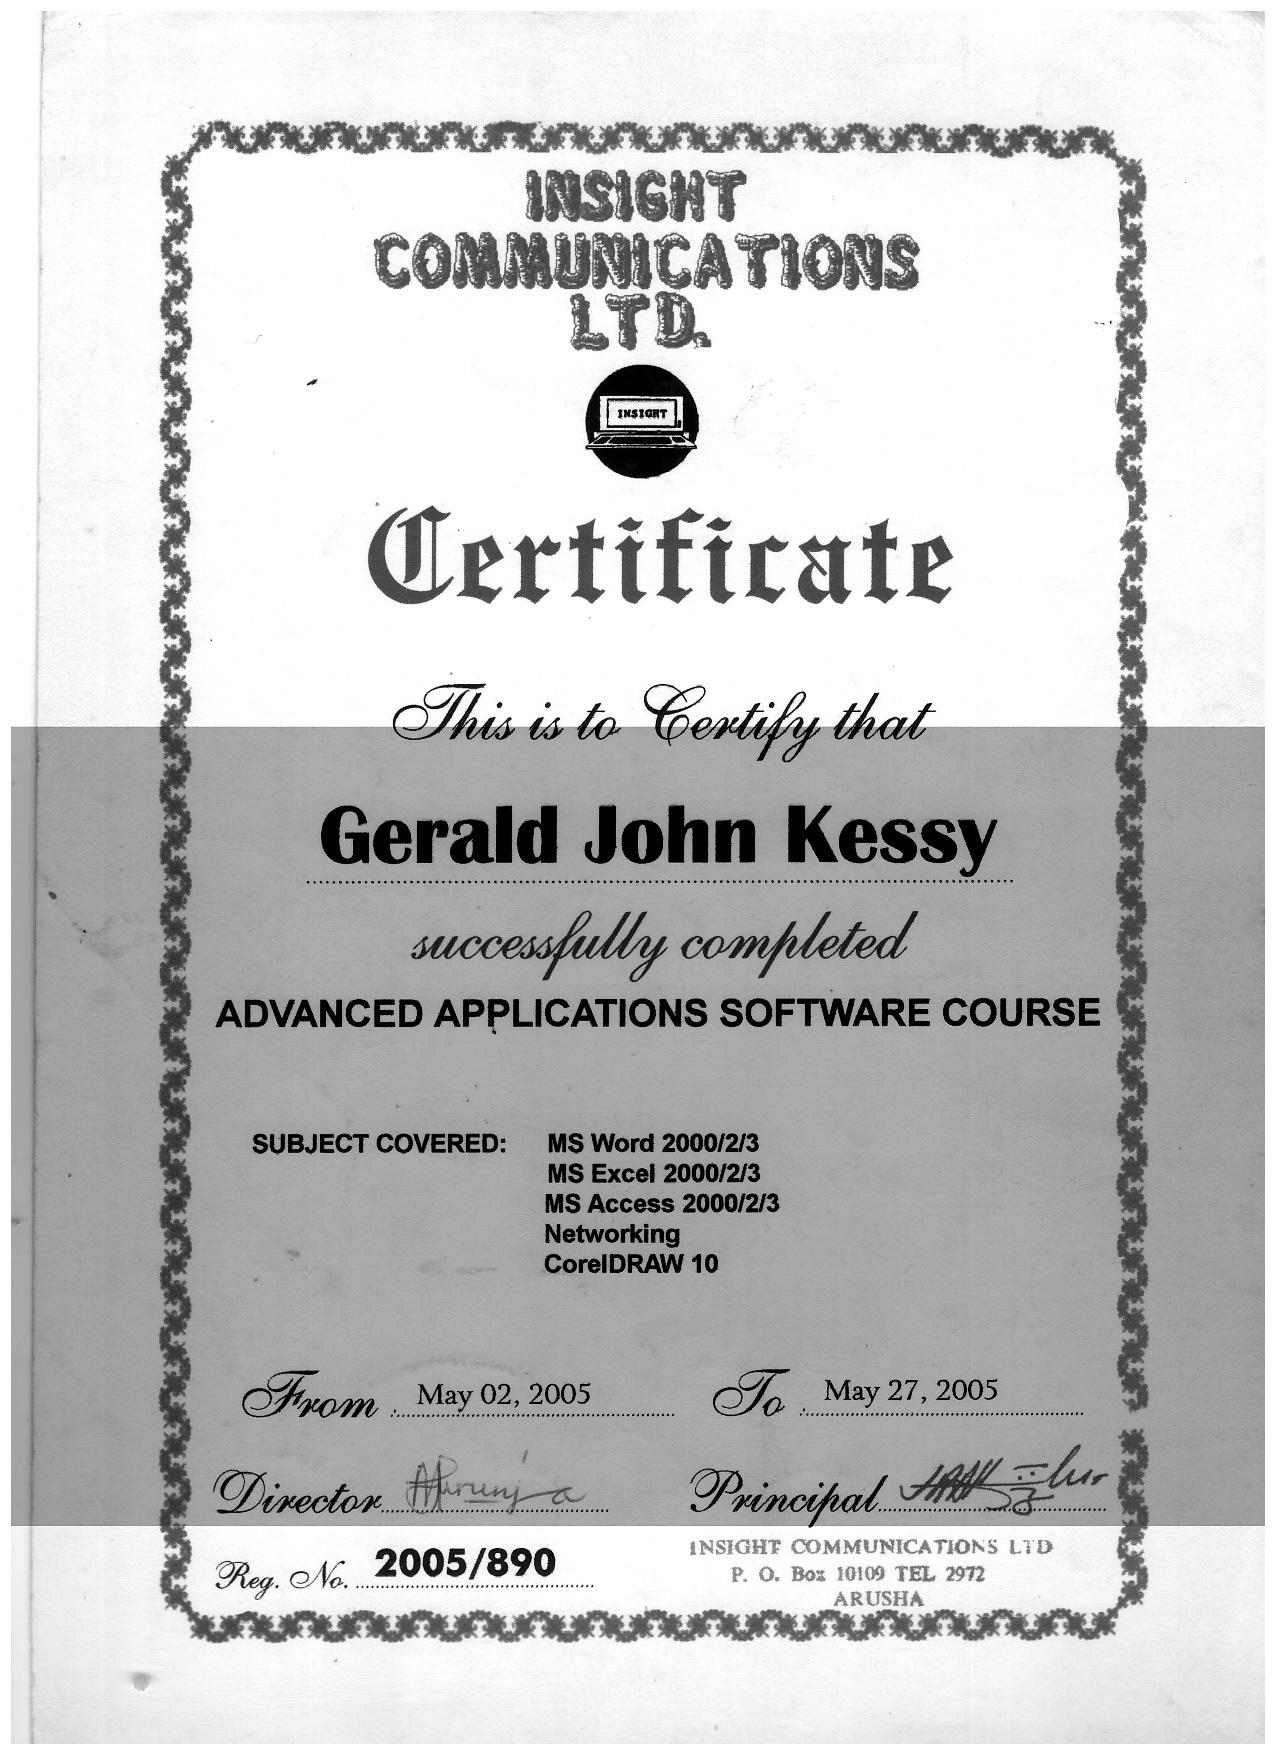 INSIGHT
COMMUNICATIONS
LTD.
INSIGHT
Certificate
This is to Certify that
Gerald John Kessy
successfully completed
ADVANCED APPLICATIONS SOFTWARE COURSE
SUBJECT COVERED: MS Word 2000/2/3
MS Excel 2000/2/3
MS Access 2000/2/3
Networking
CorelDRAW 10
From May 02, 2005 To May 27, 2005
Director Principal
Reg. No. 2005/890
INSIGHT COMMUNICATIONS LTD
P. O. Box 10109 TEL 2972
ARUSHA